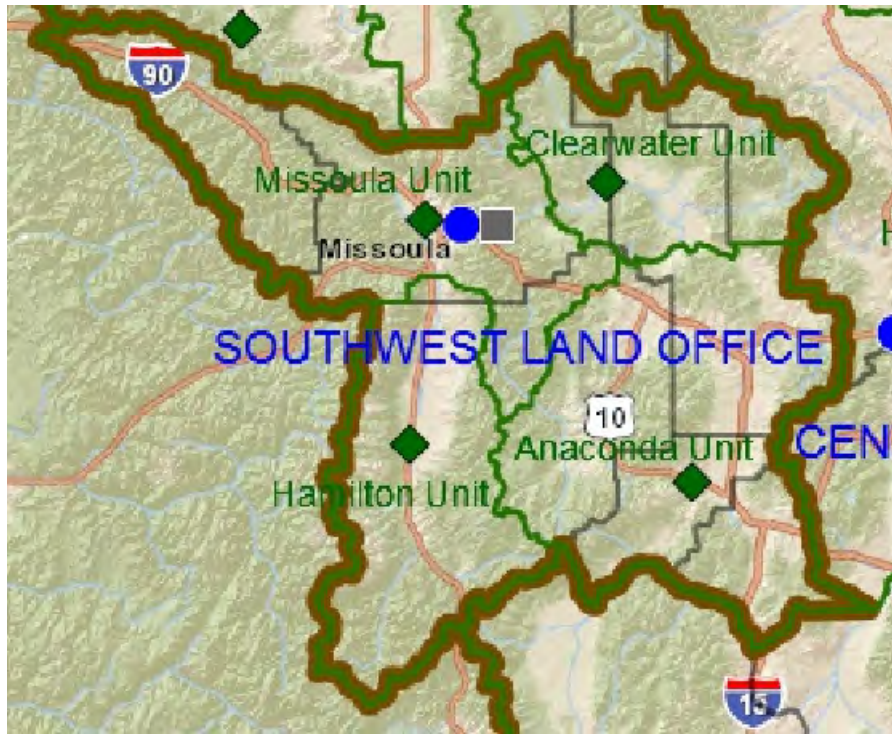 90
Clearwater Unit
Missoula Unit
Missoula
H
SOUTHWEST LAND OFFICE
10
CEN
Anaconda Unit
Hamilton Unit
15